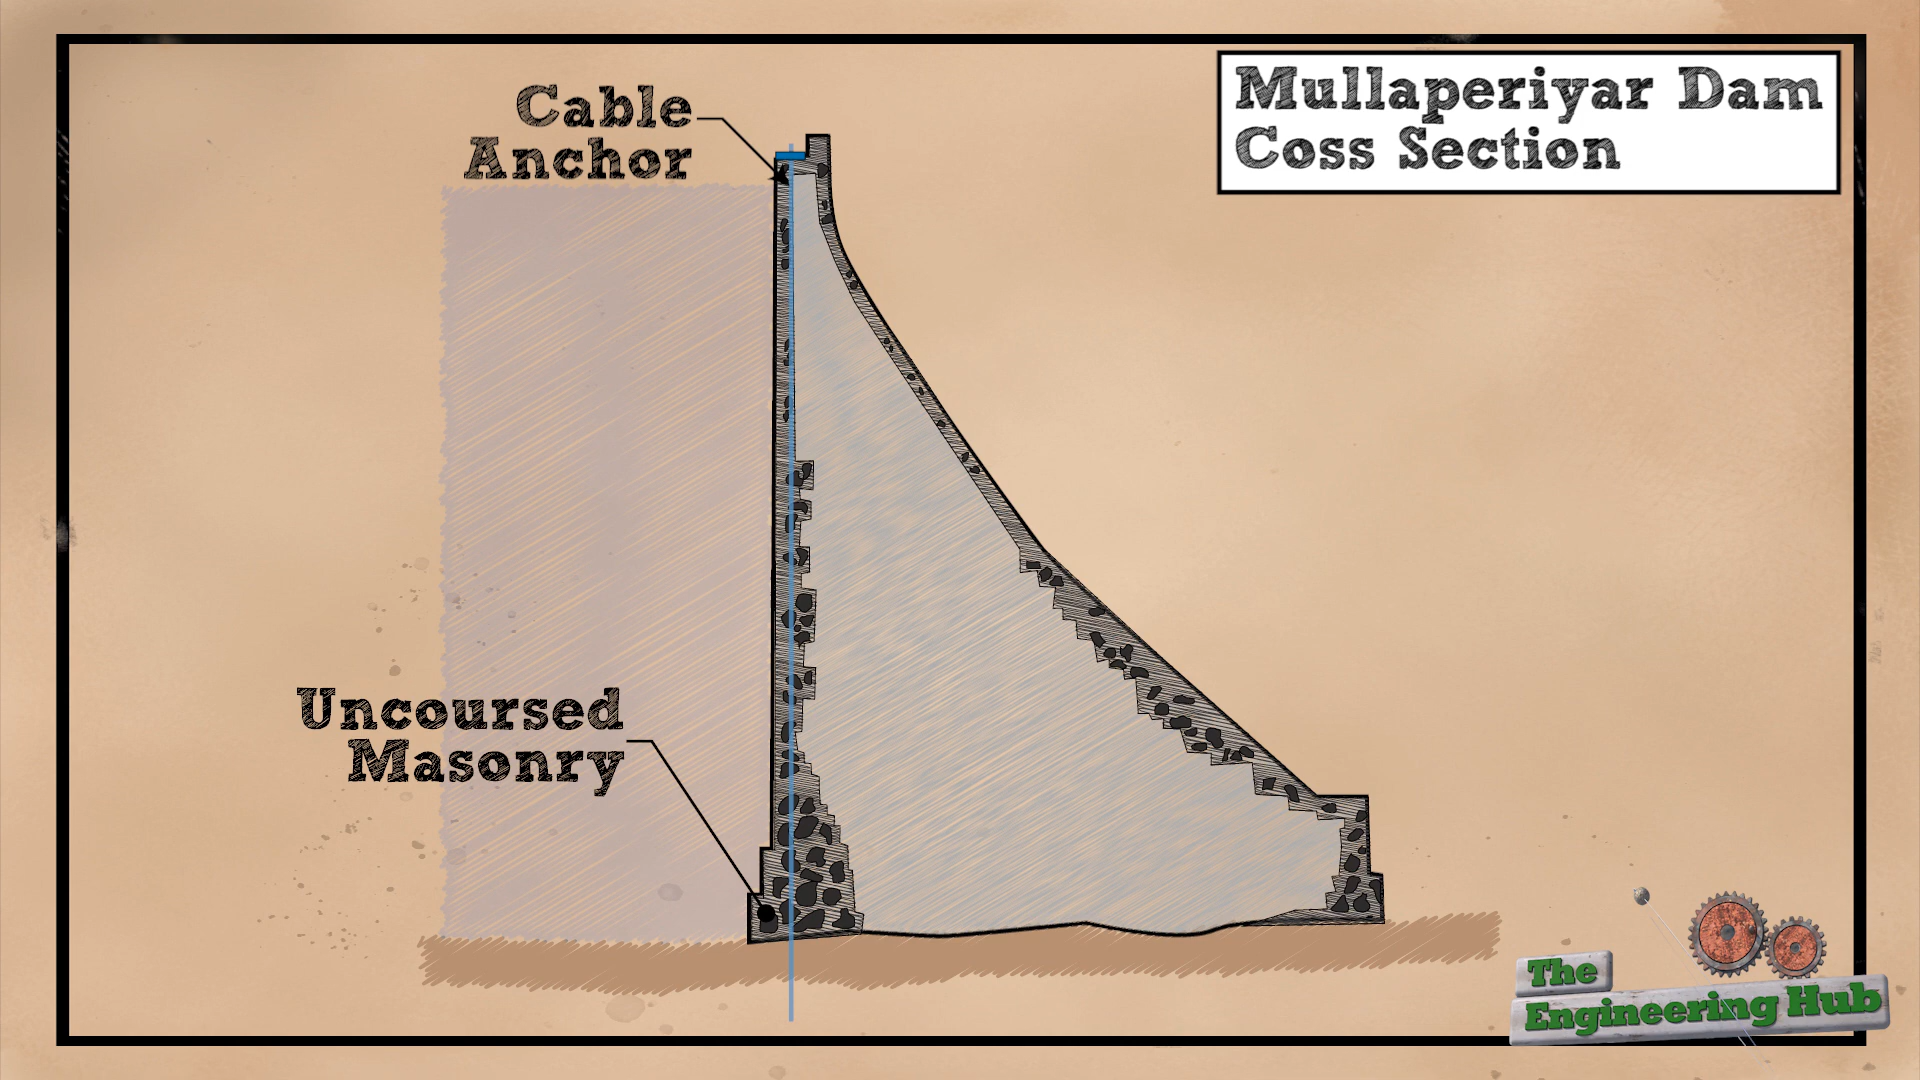 Mullaperiyar Dam
Coss Section
Cable
Anchor
Uncoursed
Masonry
The
Engineering Hub